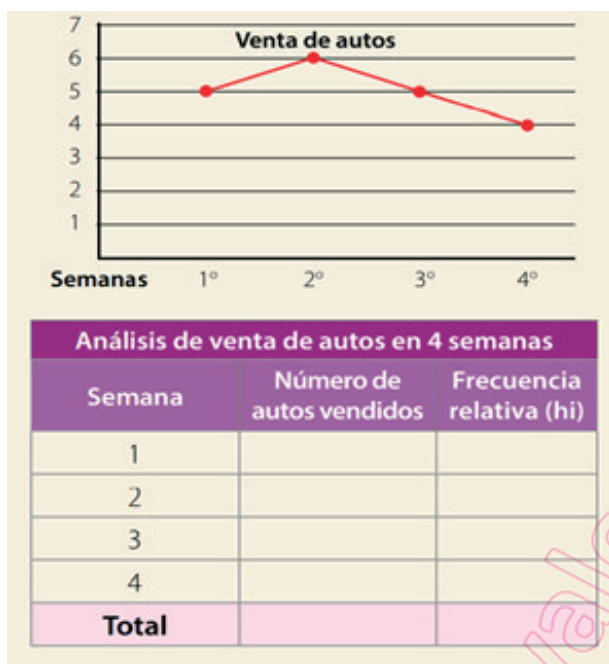 7
Venta de autos
6
5
4
3
2
1
Semanas 1° 2° 3° 4°
Análisis de venta de autos en 4 semanas
Semana
Número de
autos vendidos
Frecuencia
relativa (hi)
1
2
3
4
Total